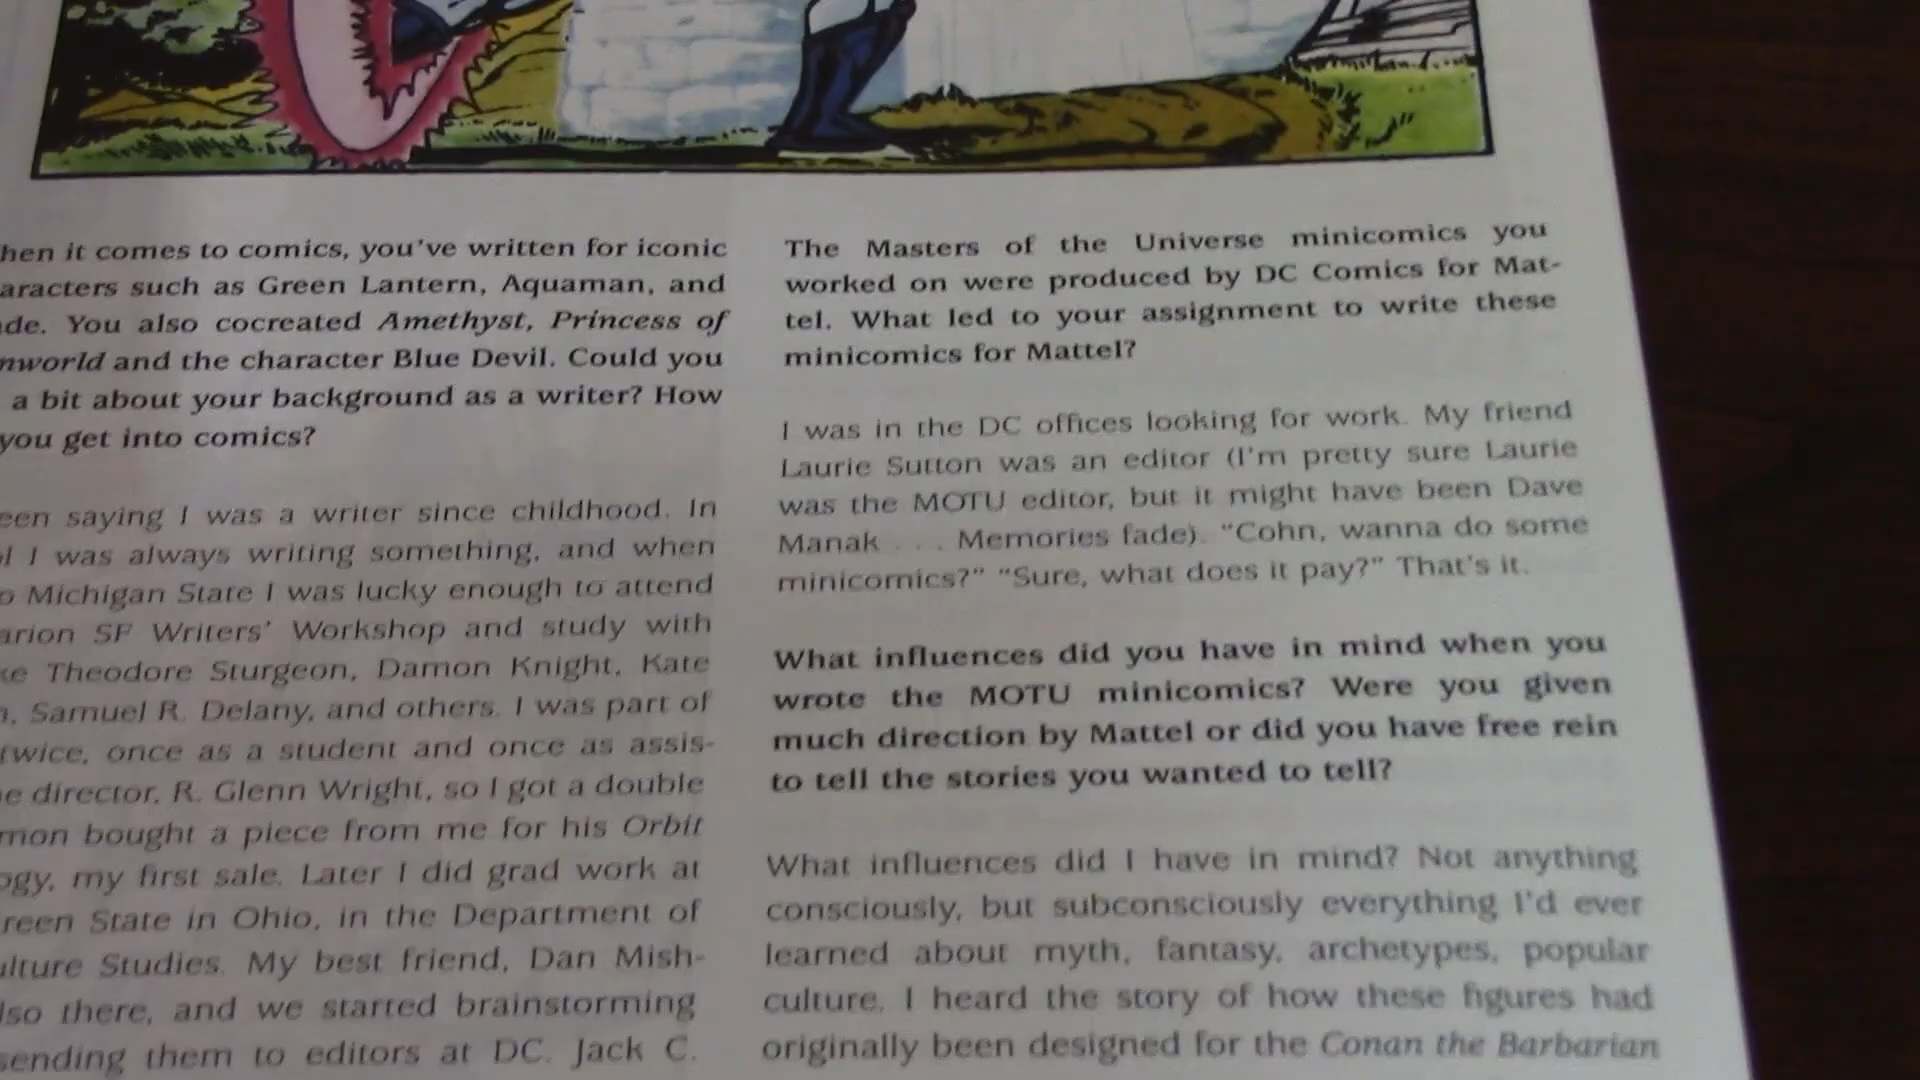 it comes to comics, you've written for iconic
such as Green Lantern, Aquaman, and
You also cocreated Amethyst, Princess of
and the character Blue Devil. Could you
a bit about your background as a writer? How
you get into comics?
saying I was a writer since childhood. In
I was always writing something, and when
Michigan State I was lucky enough to attend
SF Writers' Workshop and study with
Theodore Sturgeon, Damon Knight, Kate
Samuel R. Delany, and others. I was part of
twice, once as a student and once as assis-
director, R. Glenn Wright, so I got a double
bought a piece from me for his Orbit
my first sale. Later I did grad work at
State in Ohio, in the Department of
Studies. My best friend, Dan Mish-
there, and we started brainstorming
sending them to editors at DC. Jack C.
The Masters of the Universe minicomics you
worked on were produced by DC Comics for Mat-
tel. What led to your assignment to write these
minicomics for Mattel?
I was in the DC offices looking for work. My friend
Laurie Sutton was an editor (I'm pretty sure Laurie
was the MOTU editor, but it might have been Dave
Manak . . . Memories fade). "Cohn, wanna do some
minicomics?" "Sure, what does it pay?" That's it.
What influences did you have in mind when you
wrote the MOTU minicomics? Were you given
much direction by Mattel or did you have free rein
to tell the stories you wanted to tell?
What influences did I have in mind? Not anything
consciously, but subconsciously everything I'd ever
learned about myth, fantasy, archetypes, popular
culture. I heard the story of how these figures had
originally been designed for the Conan the Barbarian